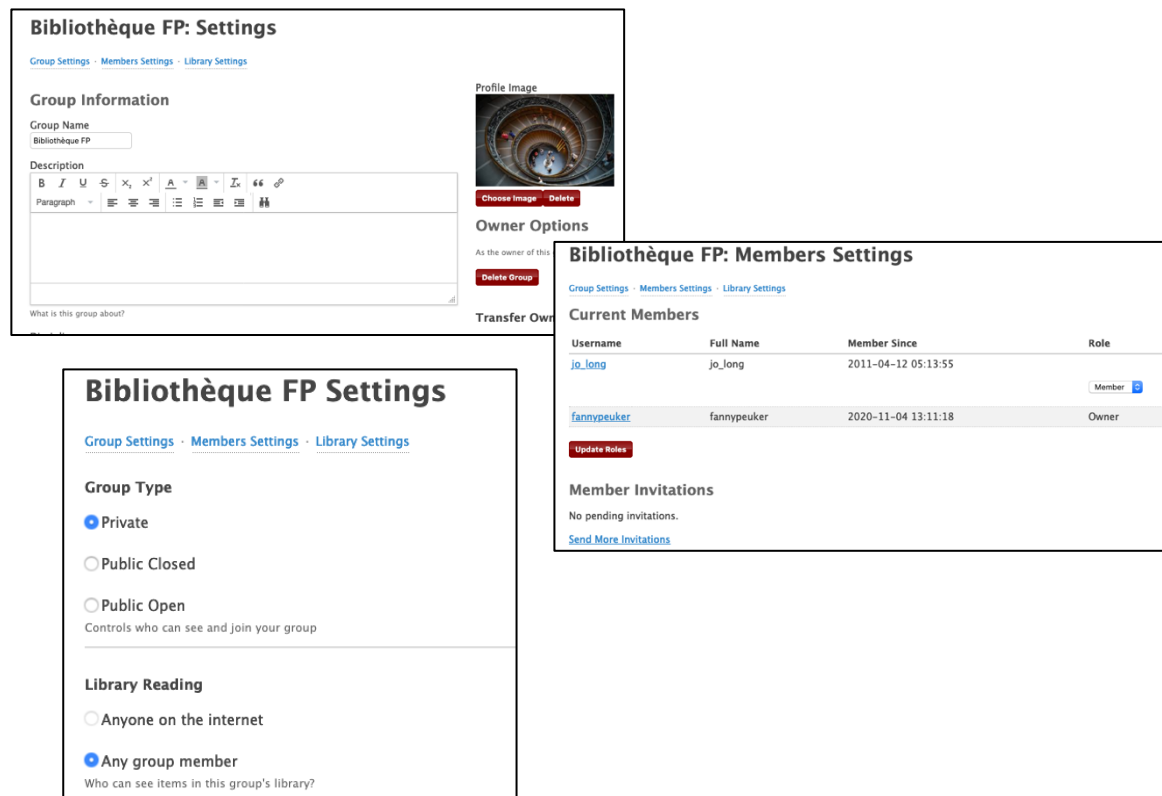 Bibliothèque FP: Settings
Group Settings · Members Settings · Library Settings
Group Information
Group Name
Bibliothèque FP
Description
B I U S X₂ X² A A Tx
Paragraph
What is this group about?
Profile Image
Choose Image Delete
Owner Options
As the owner of this
Delete Group
Transfer Own
Bibliothèque FP: Members Settings
Group Settings · Members Settings · Library Settings
Current Members
Username Full Name Member Since Role
jo_long jo_long 2011-04-12 05:13:55
Member
fannypeuker fannypeuker 2020-11-04 13:11:18 Owner
Update Roles
Member Invitations
No pending invitations.
Send More Invitations
Bibliothèque FP Settings
Group Settings · Members Settings · Library Settings
Group Type
Private
Public Closed
Public Open
Controls who can see and join your group
Library Reading
Anyone on the internet
Any group member
Who can see items in this group's library?